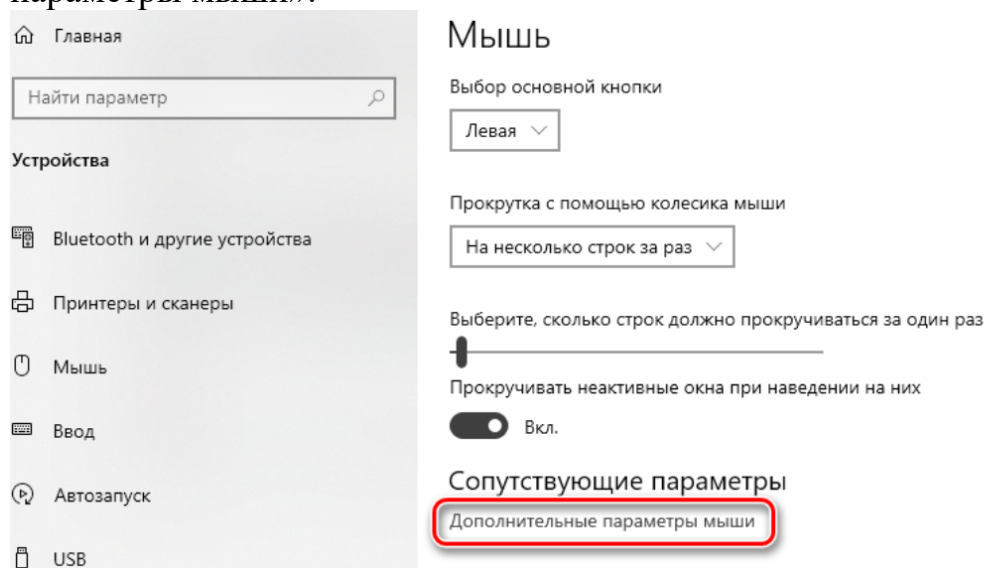 параметры мыши».
Главная
Найти параметр
Устройства
Bluetooth и другие устройства
Принтеры и сканеры
Мышь
Ввод
Автозапуск
USB
Мышь
Выбор основной кнопки
Левая
Прокрутка с помощью колесика мыши
На несколько строк за раз
Выберите, сколько строк должно прокручиваться за один раз
Прокручивать неактивные окна при наведении на них
Вкл.
Сопутствующие параметры
Дополнительные параметры мыши